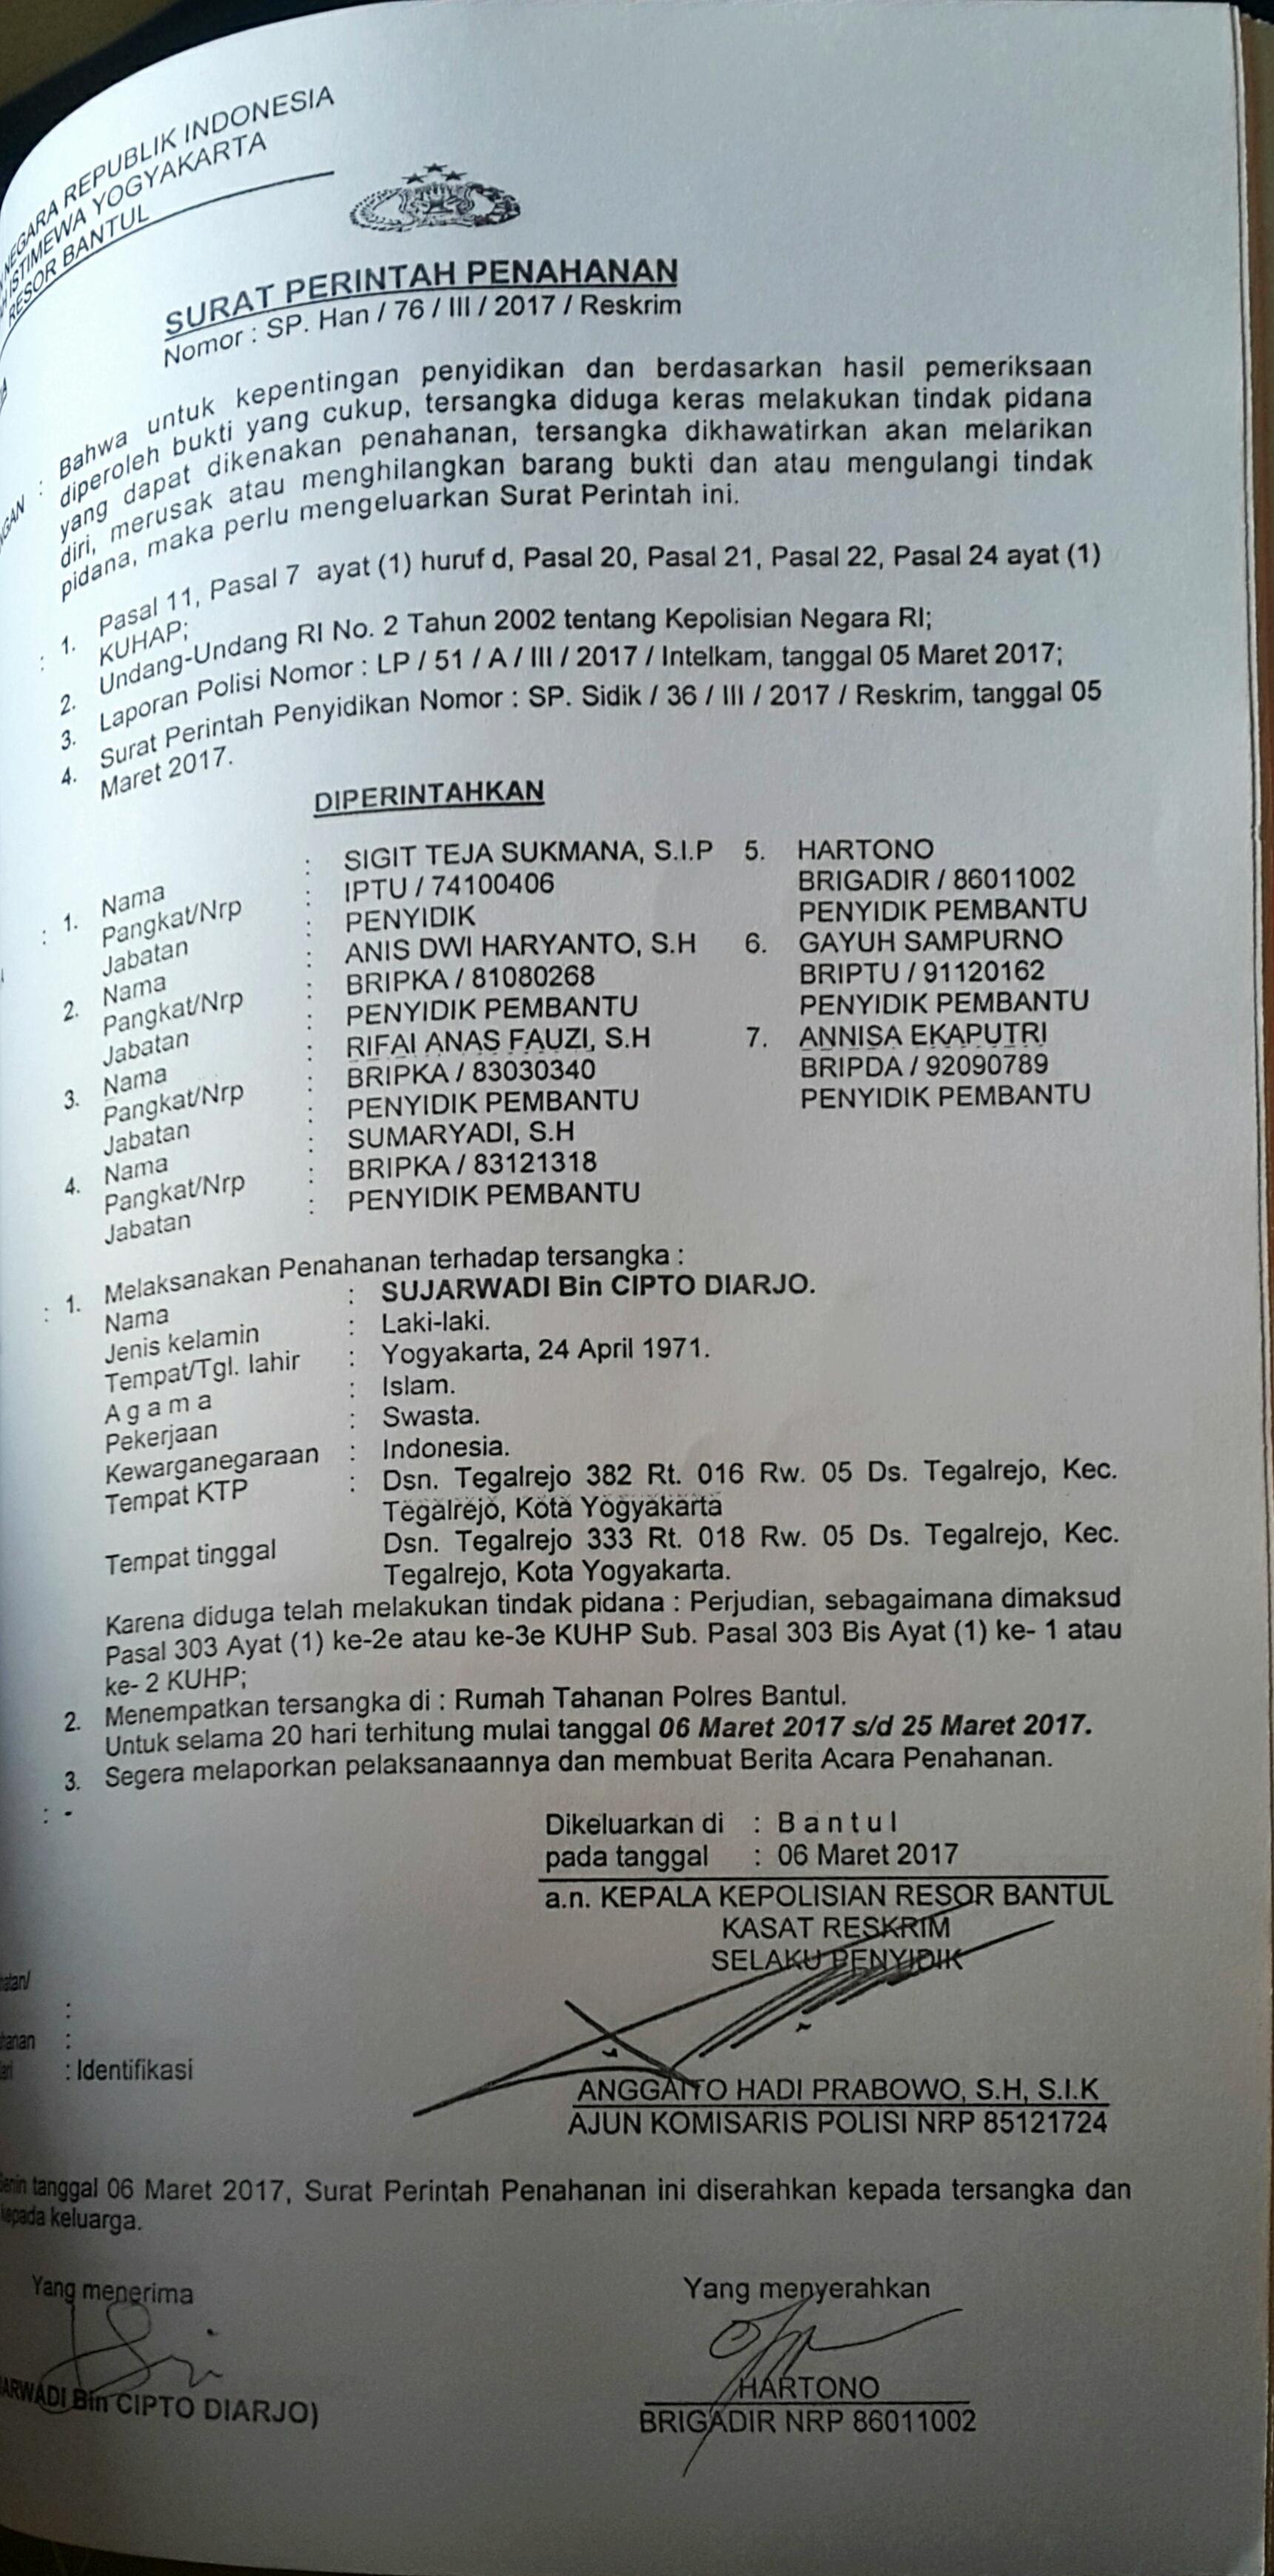 NEGARA REPUBLIK INDONESIA
ISTIMEWA YOGYAKARTA
RESOR BANTUL
SURAT PERINTAH PENAHANAN
Nomor : SP. Han / 76 / III / 2017 / Reskrim
: Bahwa untuk kepentingan penyidikan dan berdasarkan hasil pemeriksaan
diperoleh bukti yang cukup, tersangka diduga keras melakukan tindak pidana
yang dapat dikenakan penahanan, tersangka dikhawatirkan akan melarikan
diri, merusak atau menghilangkan barang bukti dan atau mengulangi tindak
pidana, maka perlu mengeluarkan Surat Perintah ini.
: 1. Pasal 11, Pasal 7 ayat (1) huruf d, Pasal 20, Pasal 21, Pasal 22, Pasal 24 ayat (1)
KUHAP;
2. Undang-Undang RI No. 2 Tahun 2002 tentang Kepolisian Negara RI;
3. Laporan Polisi Nomor : LP / 51 / A / III / 2017 / Intelkam, tanggal 05 Maret 2017;
4. Surat Perintah Penyidikan Nomor : SP. Sidik / 36 / III / 2017 / Reskrim, tanggal 05
Maret 2017.
DIPERINTAHKAN
: 1. Nama : SIGIT TEJA SUKMANA, S.I.P 5. HARTONO
Pangkat/Nrp : IPTU / 74100406 BRIGADIR / 86011002
Jabatan : PENYIDIK PENYIDIK PEMBANTU
2. Nama : ANIS DWI HARYANTO, S.H 6. GAYUH SAMPURNO
Pangkat/Nrp : BRIPKA / 81080268 BRIPTU / 91120162
Jabatan : PENYIDIK PEMBANTU PENYIDIK PEMBANTU
3. Nama : RIFAI ANAS FAUZI, S.H 7. ANNISA EKAPUTRI
Pangkat/Nrp : BRIPKA / 83030340 BRIPDA / 92090789
Jabatan : PENYIDIK PEMBANTU PENYIDIK PEMBANTU
4. Nama : SUMARYADI, S.H
Pangkat/Nrp : BRIPKA / 83121318
Jabatan : PENYIDIK PEMBANTU
: 1. Melaksanakan Penahanan terhadap tersangka :
Nama : SUJARWADI Bin CIPTO DIARJO.
Jenis kelamin : Laki-laki.
Tempat/Tgl. lahir : Yogyakarta, 24 April 1971.
A g a m a : Islam.
Pekerjaan : Swasta.
Kewarganegaraan : Indonesia.
Tempat KTP : Dsn. Tegalrejo 382 Rt. 016 Rw. 05 Ds. Tegalrejo, Kec.
Tegalrejo, Kota Yogyakarta
Tempat tinggal Dsn. Tegalrejo 333 Rt. 018 Rw. 05 Ds. Tegalrejo, Kec.
Tegalrejo, Kota Yogyakarta.
Karena diduga telah melakukan tindak pidana : Perjudian, sebagaimana dimaksud
Pasal 303 Ayat (1) ke-2e atau ke-3e KUHP Sub. Pasal 303 Bis Ayat (1) ke- 1 atau
ke- 2 KUHP;
2. Menempatkan tersangka di : Rumah Tahanan Polres Bantul.
Untuk selama 20 hari terhitung mulai tanggal 06 Maret 2017 s/d 25 Maret 2017.
3. Segera melaporkan pelaksanaannya dan membuat Berita Acara Penahanan.
: -
Dikeluarkan di : B a n t u l
pada tanggal : 06 Maret 2017
a.n. KEPALA KEPOLISIAN RESOR BANTUL
KASAT RESKRIM
SELAKU PENYIDIK
: Identifikasi
ANGGAITO HADI PRABOWO, S.H, S.I.K
AJUN KOMISARIS POLISI NRP 85121724
tanggal 06 Maret 2017, Surat Perintah Penahanan ini diserahkan kepada tersangka dan
kepada keluarga.
Yang menerima Yang menyerahkan
ARWADI Bin CIPTO DIARJO) HARTONO
BRIGADIR NRP 86011002